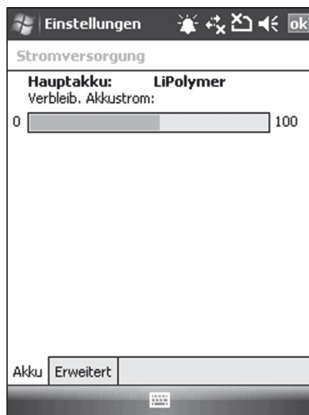 Einstellungen ok
Stromversorgung
Hauptakku: LiPolymer
Verbleib. Akkustrom:
0 100
Akku Erweitert